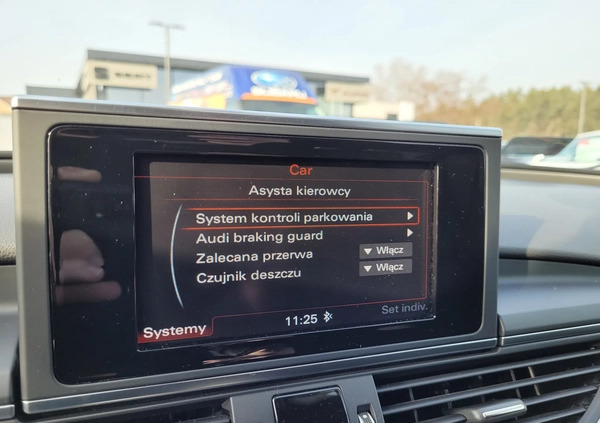 Car
Asysta kierowcy
System kontroli parkowania
Audi braking guard
Zalecana przerwa
Włącz
Czujnik deszczu
Włącz
Set indiv.
11:25
Systemy